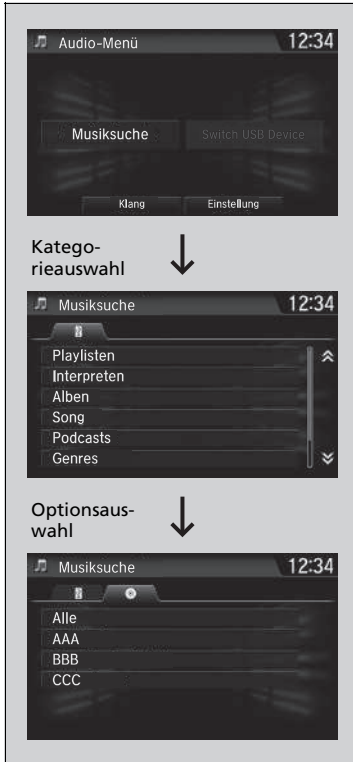 Audio-Menü 12:34
Musiksuche Switch USB Device
Klang Einstellung
Katego-
rieauswahl
Musiksuche 12:34
Playlisten
Interpreten
Alben
Song
Podcasts
Genres
Optionsaus-
wahl
Musiksuche 12:34
Alle
AAA
BBB
CCC